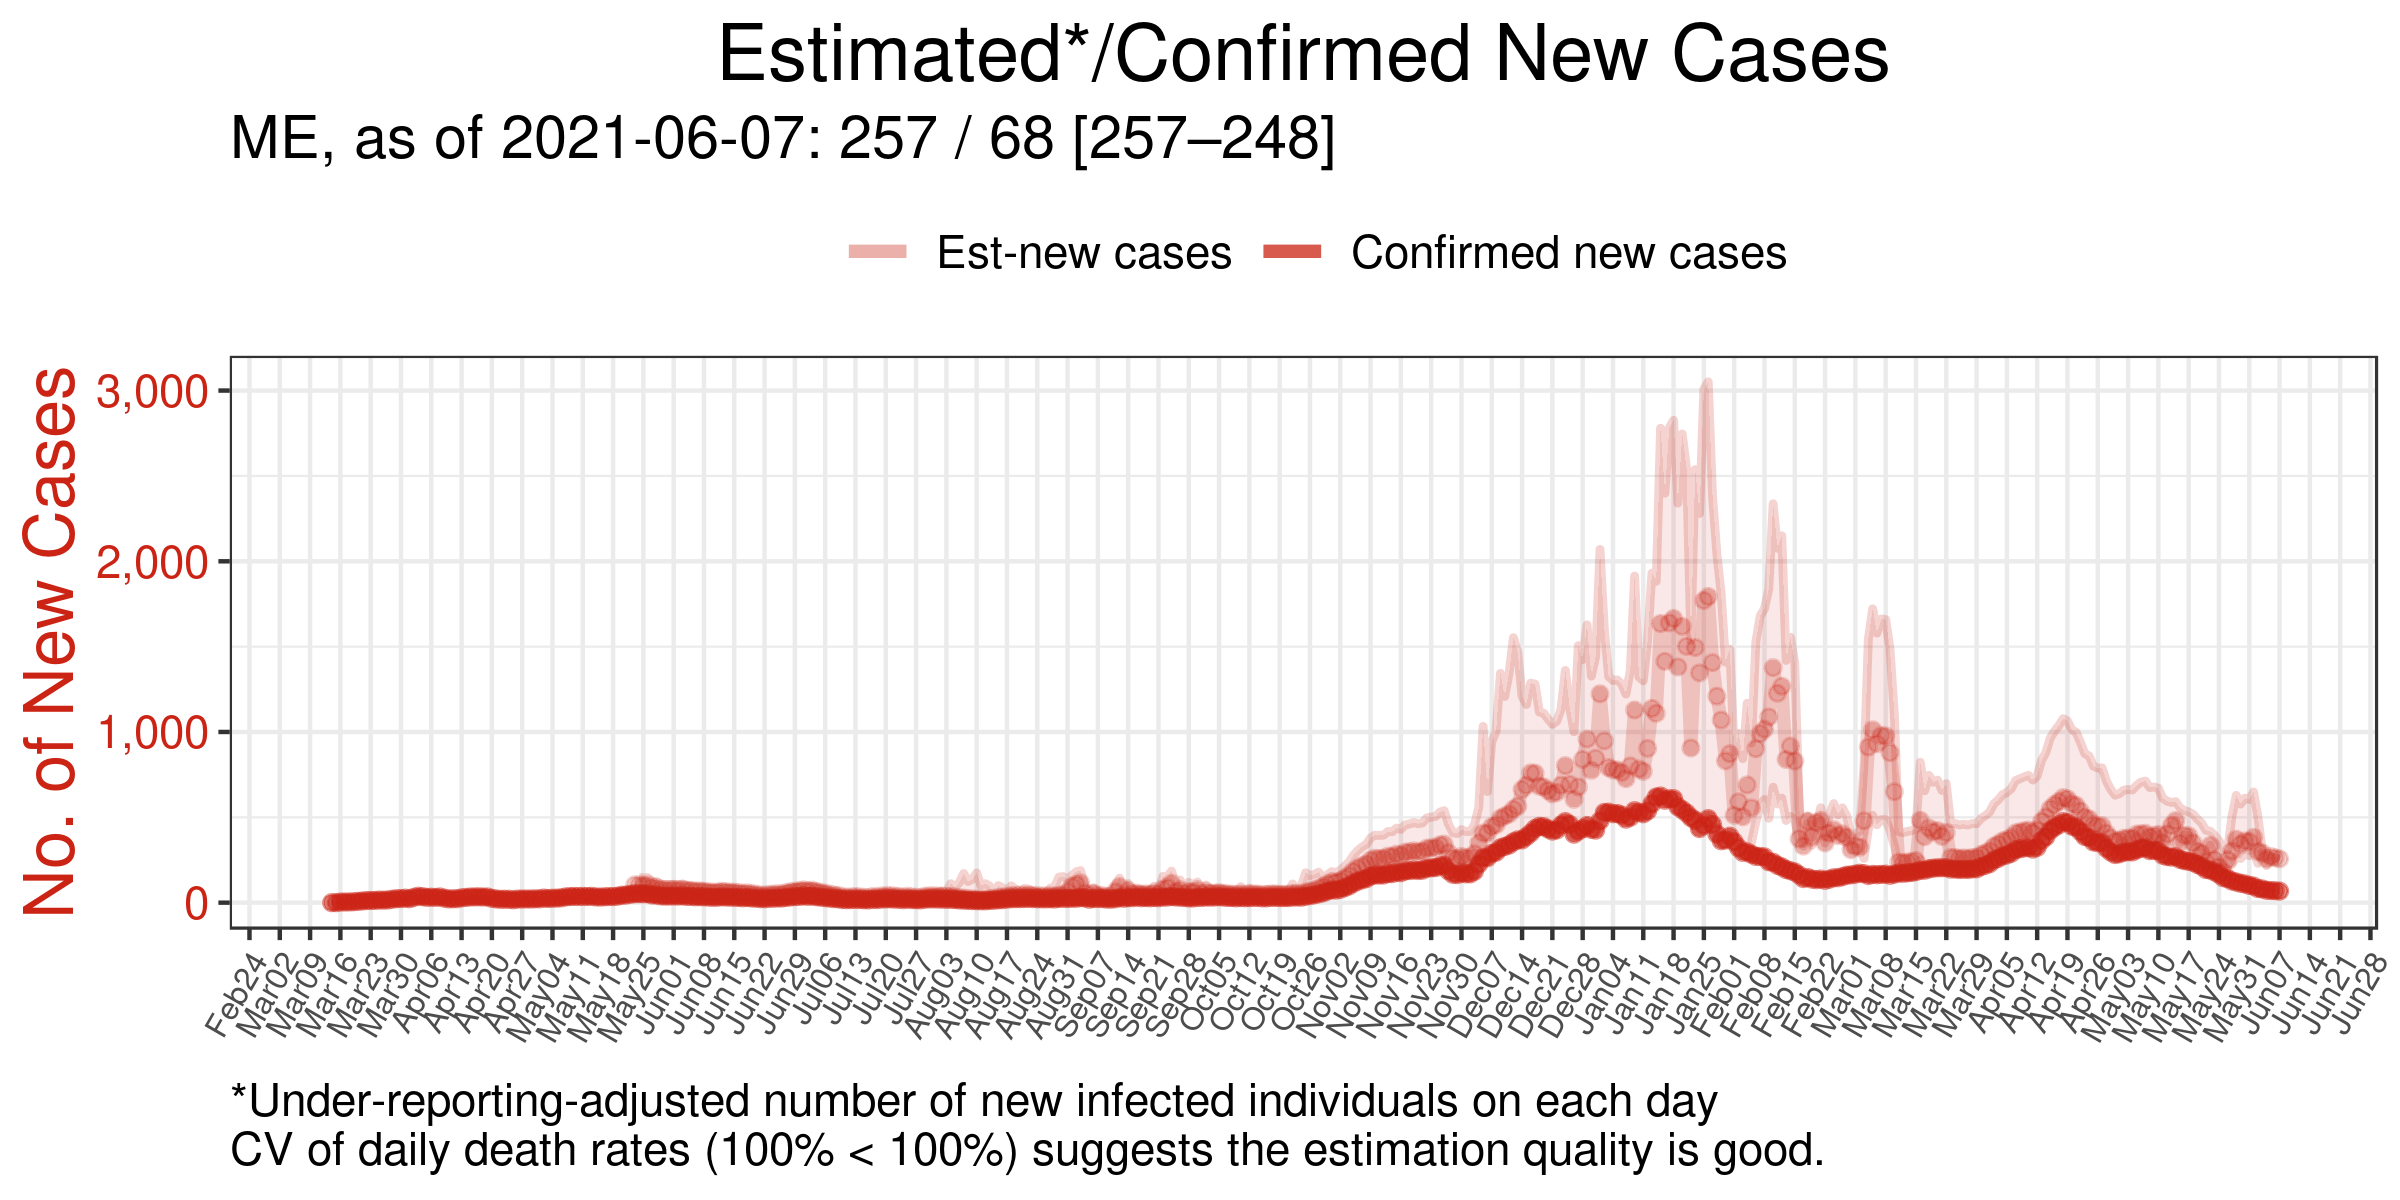 Estimated*/Confirmed New Cases
ME, as of 2021-06-07: 257 / 68 [257–248]
Est-new cases Confirmed new cases
No. of New Cases
3,000
2,000
1,000
0
Feb24 Mar02 Mar09 Mar16 Mar23 Mar30 Apr06 Apr13 Apr20 Apr27 May04 May11 May18 May25 Jun01 Jun08 Jun15 Jun22 Jun29 Jul06 Jul13 Jul20 Jul27 Aug03 Aug10 Aug17 Aug24 Aug31 Sep07 Sep14 Sep21 Sep28 Oct05 Oct12 Oct19 Oct26 Nov02 Nov09 Nov16 Nov23 Nov30 Dec07 Dec14 Dec21 Dec28 Jan04 Jan11 Jan18 Jan25 Feb01 Feb08 Feb15 Feb22 Mar01 Mar08 Mar15 Mar22 Mar29 Apr05 Apr12 Apr19 Apr26 May03 May10 May17 May24 May31 Jun07 Jun14 Jun21 Jun28
*Under-reporting-adjusted number of new infected individuals on each day
CV of daily death rates (100% < 100%) suggests the estimation quality is good.